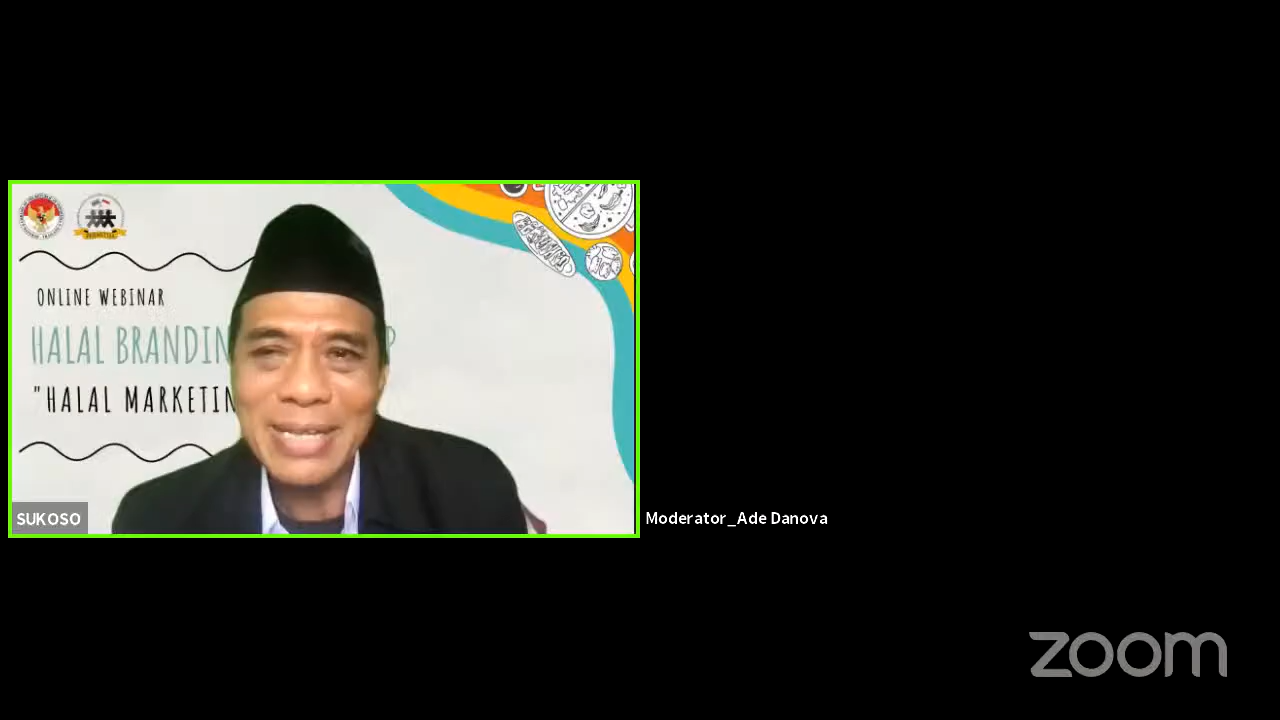 ONLINE WEBINAR
HALAL BRANDIN P
"HALAL MARKETIN
SUKOSO
Moderator_Ade Danova
zoom